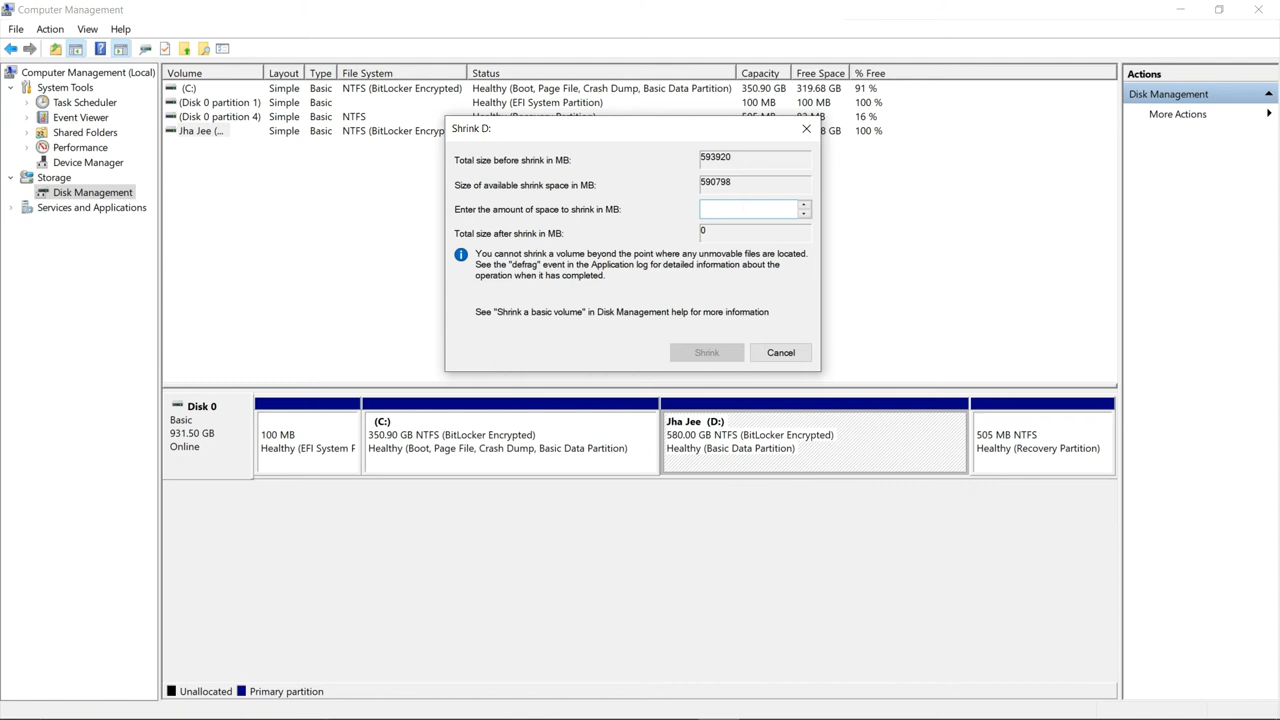 Computer Management
File Action View Help
Computer Management (Local)
System Tools
Task Scheduler
Event Viewer
Shared Folders
Performance
Device Manager
Storage
Disk Management
Services and Applications
Volume Layout Type File System Status Capacity Free Space % Free
(C:) Simple Basic NTFS (BitLocker Encrypted) Healthy (Boot, Page File, Crash Dump, Basic Data Partition) 350.90 GB 319.68 GB 91 %
(Disk 0 partition 1) Simple Basic Healthy (EFI System Partition) 100 MB 100 MB 100 %
(Disk 0 partition 4) Simple Basic NTFS 16 %
Jha Jee (... Simple Basic NTFS (BitLocker Encryp 8 GB 100 %
Shrink D:
Total size before shrink in MB: 593920
Size of available shrink space in MB: 590798
Enter the amount of space to shrink in MB:
Total size after shrink in MB: 0
You cannot shrink a volume beyond the point where any unmovable files are located.
See the "defrag" event in the Application log for detailed information about the
operation when it has completed.
See "Shrink a basic volume" in Disk Management help for more information
Shrink Cancel
Actions
Disk Management
More Actions
Disk 0
Basic
931.50 GB
Online
100 MB
Healthy (EFI System F
(C:)
350.90 GB NTFS (BitLocker Encrypted)
Healthy (Boot, Page File, Crash Dump, Basic Data Partition)
Jha Jee (D:)
580.00 GB NTFS (BitLocker Encrypted)
Healthy (Basic Data Partition)
505 MB NTFS
Healthy (Recovery Partition)
Unallocated Primary partition